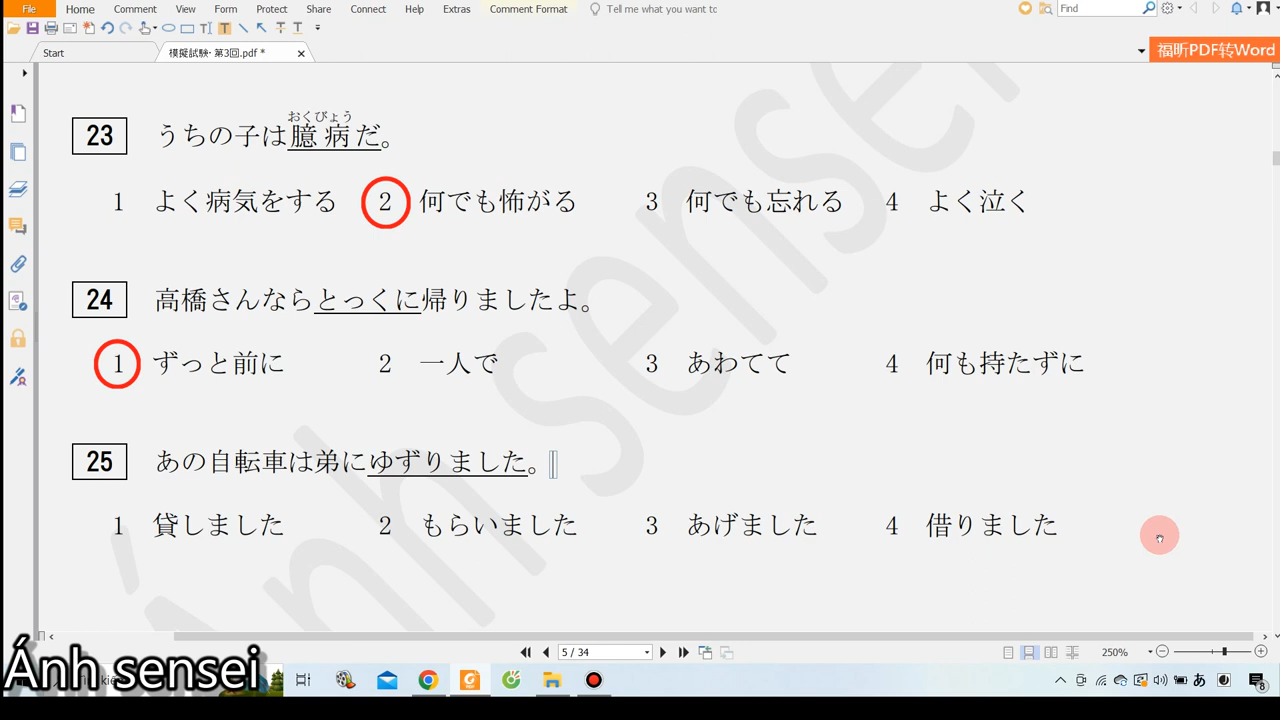 File Home Comment View Form Protect Share Connect Help Extras Comment Format Tell me what you want to Find
Start 模擬試験- 第3回.pdf * 福昕PDF转Word
おくびょう
23 うちの子は臆病だ。
1 よく病気をする 2 何でも怖がる 3 何でも忘れる 4 よく泣く
24 高橋さんならとっくに帰りましたよ。
1 ずっと前に 2 一人で 3 あわてて 4 何も持たずに
25 あの自転車は弟にゆずりました。
1 貸しました 2 もらいました 3 あげました 4 借りました
Ánh sensei
5 / 34 250%
Ánh sensei
あ 8